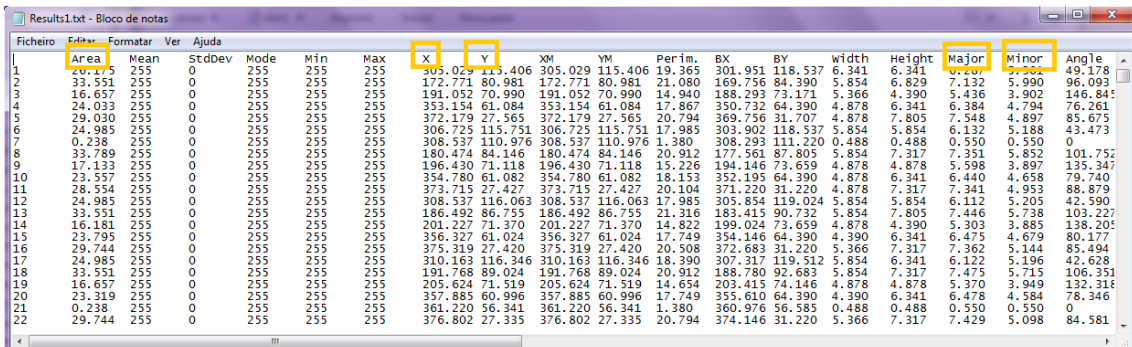 Results1.txt - Bloco de notas
Ficheiro Editar Formatar Ver Ajuda
Area Mean StdDev Mode Min Max X Y XM YM Perim. BX BY Width Height Major Minor Angle
1 26.175 255 0 255 255 255 305.029 115.406 305.029 115.406 19.365 301.951 118.537 6.341 6.341 49.178
2 33.551 255 0 255 255 255 172.771 80.981 172.771 80.981 21.080 169.756 84.390 5.854 6.829 7.132 5.990 96.093
3 16.657 255 0 255 255 255 191.052 70.990 191.052 70.990 14.940 188.293 73.171 5.366 4.390 5.436 3.902 146.845
4 24.033 255 0 255 255 255 353.154 61.084 353.154 61.084 17.867 350.732 64.390 4.878 6.341 6.384 4.794 76.261
5 29.030 255 0 255 255 255 372.179 27.565 372.179 27.565 20.794 369.756 31.707 4.878 7.805 7.548 4.897 85.675
6 24.985 255 0 255 255 255 306.725 115.751 306.725 115.751 17.985 303.902 118.537 5.854 5.854 6.132 5.188 43.473
7 0.238 255 0 255 255 255 308.537 110.976 308.537 110.976 1.380 308.293 111.220 0.488 0.488 0.550 0.550 0
8 33.789 255 0 255 255 255 180.474 84.146 180.474 84.146 20.912 177.561 87.805 5.854 7.317 7.351 5.852 101.752
9 17.133 255 0 255 255 255 196.430 71.118 196.430 71.118 15.226 194.146 73.659 4.878 4.878 5.598 3.897 135.347
10 23.557 255 0 255 255 255 354.780 61.082 354.780 61.082 18.153 352.195 64.390 4.878 6.341 6.440 4.658 79.740
11 28.554 255 0 255 255 255 373.715 27.427 373.715 27.427 20.104 371.220 31.220 4.878 7.317 7.341 4.953 88.879
12 24.985 255 0 255 255 255 308.537 116.063 308.537 116.063 17.985 305.854 119.024 5.854 5.854 6.112 5.205 42.590
13 33.551 255 0 255 255 255 186.492 86.755 186.492 86.755 21.316 183.415 90.732 5.854 7.805 7.446 5.738 103.227
14 16.181 255 0 255 255 255 201.227 71.370 201.227 71.370 14.822 199.024 73.659 4.878 4.390 5.303 3.885 138.205
15 23.795 255 0 255 255 255 356.327 61.024 356.327 61.024 17.749 354.146 64.390 4.390 6.341 6.475 4.679 80.177
16 29.744 255 0 255 255 255 375.319 27.420 375.319 27.420 20.508 372.683 31.220 5.366 7.317 7.362 5.144 85.494
17 24.985 255 0 255 255 255 310.163 116.346 310.163 116.346 18.390 307.317 119.512 5.854 6.341 6.122 5.196 42.628
18 33.551 255 0 255 255 255 191.768 89.024 191.768 89.024 20.912 188.780 92.683 5.854 7.317 7.475 5.715 106.351
19 16.657 255 0 255 255 255 205.624 71.519 205.624 71.519 14.654 203.415 74.146 4.878 4.878 5.370 3.949 132.318
20 23.319 255 0 255 255 255 357.885 60.996 357.885 60.996 17.749 355.610 64.390 4.390 6.341 6.478 4.584 78.346
21 0.238 255 0 255 255 255 361.220 56.341 361.220 56.341 1.380 360.976 56.585 0.488 0.488 0.550 0.550 0
22 29.744 255 0 255 255 255 376.802 27.335 376.802 27.335 20.794 374.146 31.220 5.366 7.317 7.429 5.098 84.581